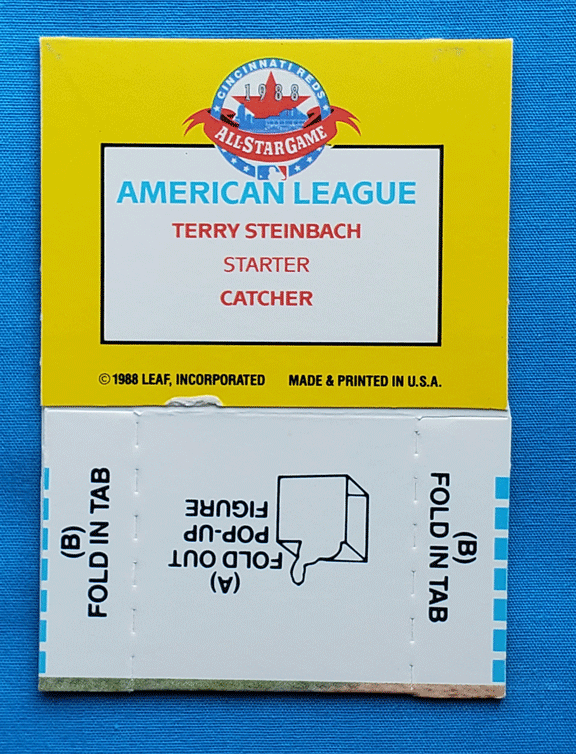 CINCINNATI REDS
1988
ALL-STAR GAME
AMERICAN LEAGUE
TERRY STEINBACH
STARTER
CATCHER
© 1988 LEAF, INCORPORATED MADE & PRINTED IN U.S.A.
(B)
FOLD IN TAB
(A)
FOLD OUT
POP-UP
FIGURE
(B)
FOLD IN TAB